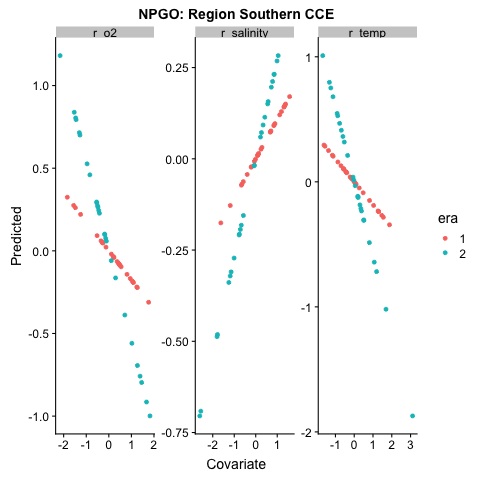 NPGO: Region Southern CCE
r_o2 r_salinity r_temp
Predicted
1.0
0.5
0.0
-0.5
-1.0
0.25
0.00
-0.25
-0.50
-0.75
1
0
-1
-2
-2 -1 0 1 2
-2 -1 0 1
-1 0 1 2 3
Covariate
era
1
2